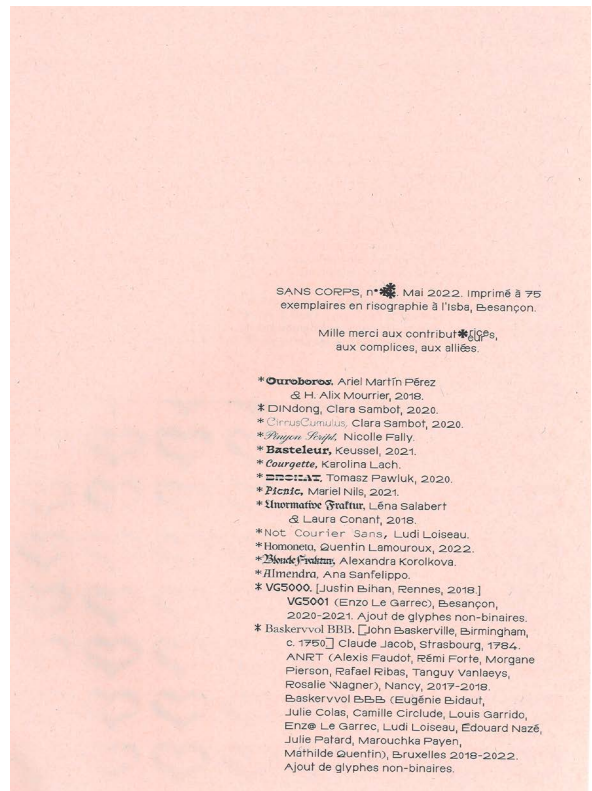 SANS CORPS, n°✱. Mai 2022. Imprimé à 75
exemplaires en risographie à l'Isba, Besançon.
Mille merci aux contribut✱rices,
eurs
aux complices, aux alliées.
*Ouroboros, Ariel Martín Pérez
& H. Alix Mourrier, 2018.
* DINdong, Clara Sambot, 2020.
* CirrusCumulus, Clara Sambot, 2020.
*Pinyon Script, Nicolle Fally.
*Basteleur, Keussel, 2021.
*Courgette, Karolina Lach.
*BROKAT, Tomasz Pawluk, 2020.
*Picnic, Mariel Nils, 2021.
*Unormative Fraktur, Léna Salabert
& Laura Conant, 2018.
*Not Courier Sans, Ludi Loiseau.
*Homoneta, Quentin Lamouroux, 2022.
*BlondeFraktur, Alexandra Korolkova.
*Almendra, Ana Sanfelippo.
* VG5000, [Justin Bihan, Rennes, 2018.]
VG5001 (Enzo Le Garrec), Besançon,
2020-2021. Ajout de glyphes non-binaires.
* Baskervvol BBB, [John Baskerville, Birmingham,
c. 1750] Claude Jacob, Strasbourg, 1784.
ANRT (Alexis Faudot, Rémi Forte, Morgane
Pierson, Rafael Ribas, Tanguy Vanlaeys,
Rosalie Wagner), Nancy, 2017-2018.
Baskervvol BBB (Eugénie Bidaut,
Julie Colas, Camille Circlude, Louis Garrido,
Enz@ Le Garrec, Ludi Loiseau, Édouard Nazé,
Julie Patard, Marouchka Payen,
Mathilde Quentin), Bruxelles 2018-2022.
Ajout de glyphes non-binaires.